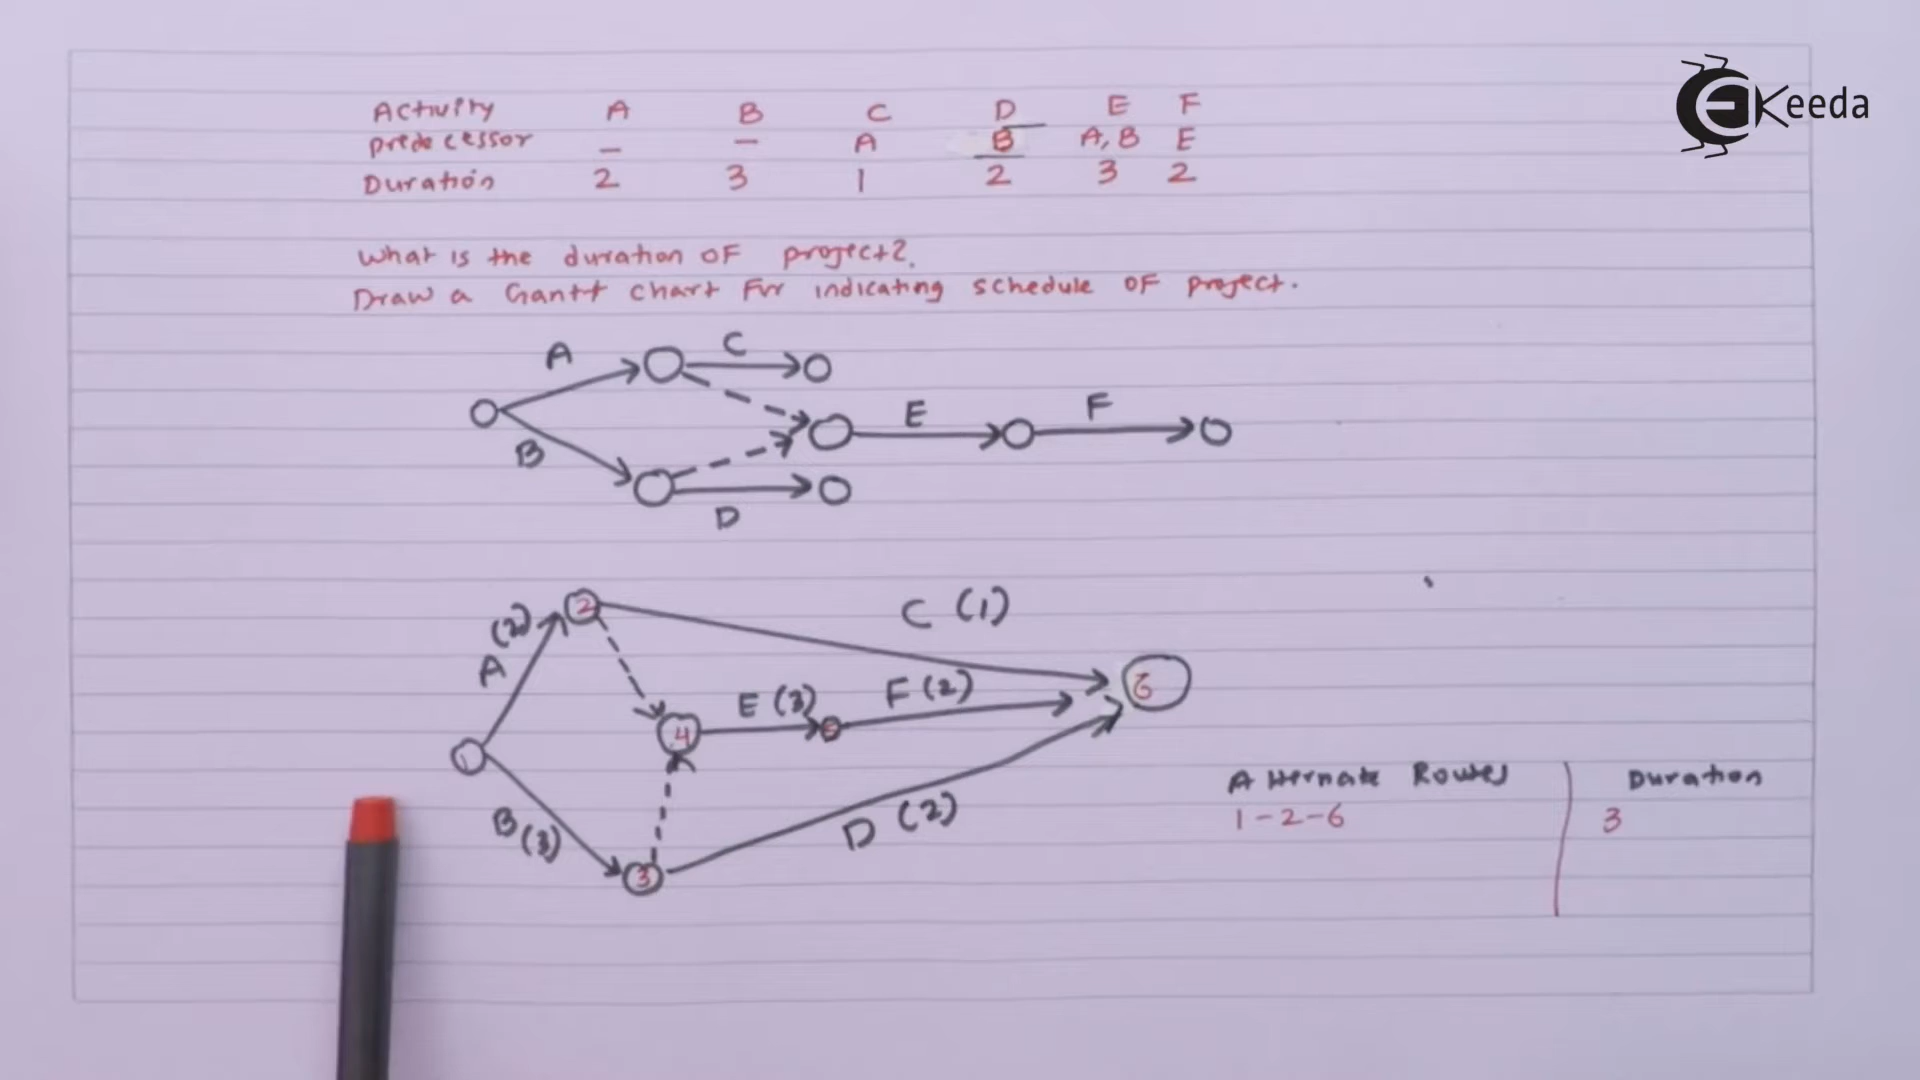 EKeeda
Activity A B C D E F
predecessor – – A B A, B E
Duration 2 3 1 2 3 2
What is the duration OF project?.
Draw a Gantt chart For indicating schedule OF project.
A C
E F
B
D
(2) 2 C (1)
A
E (3) F (2) 6
4 5
1
B (3) D (2)
3
Alternate Routes Duration
1-2-6 3